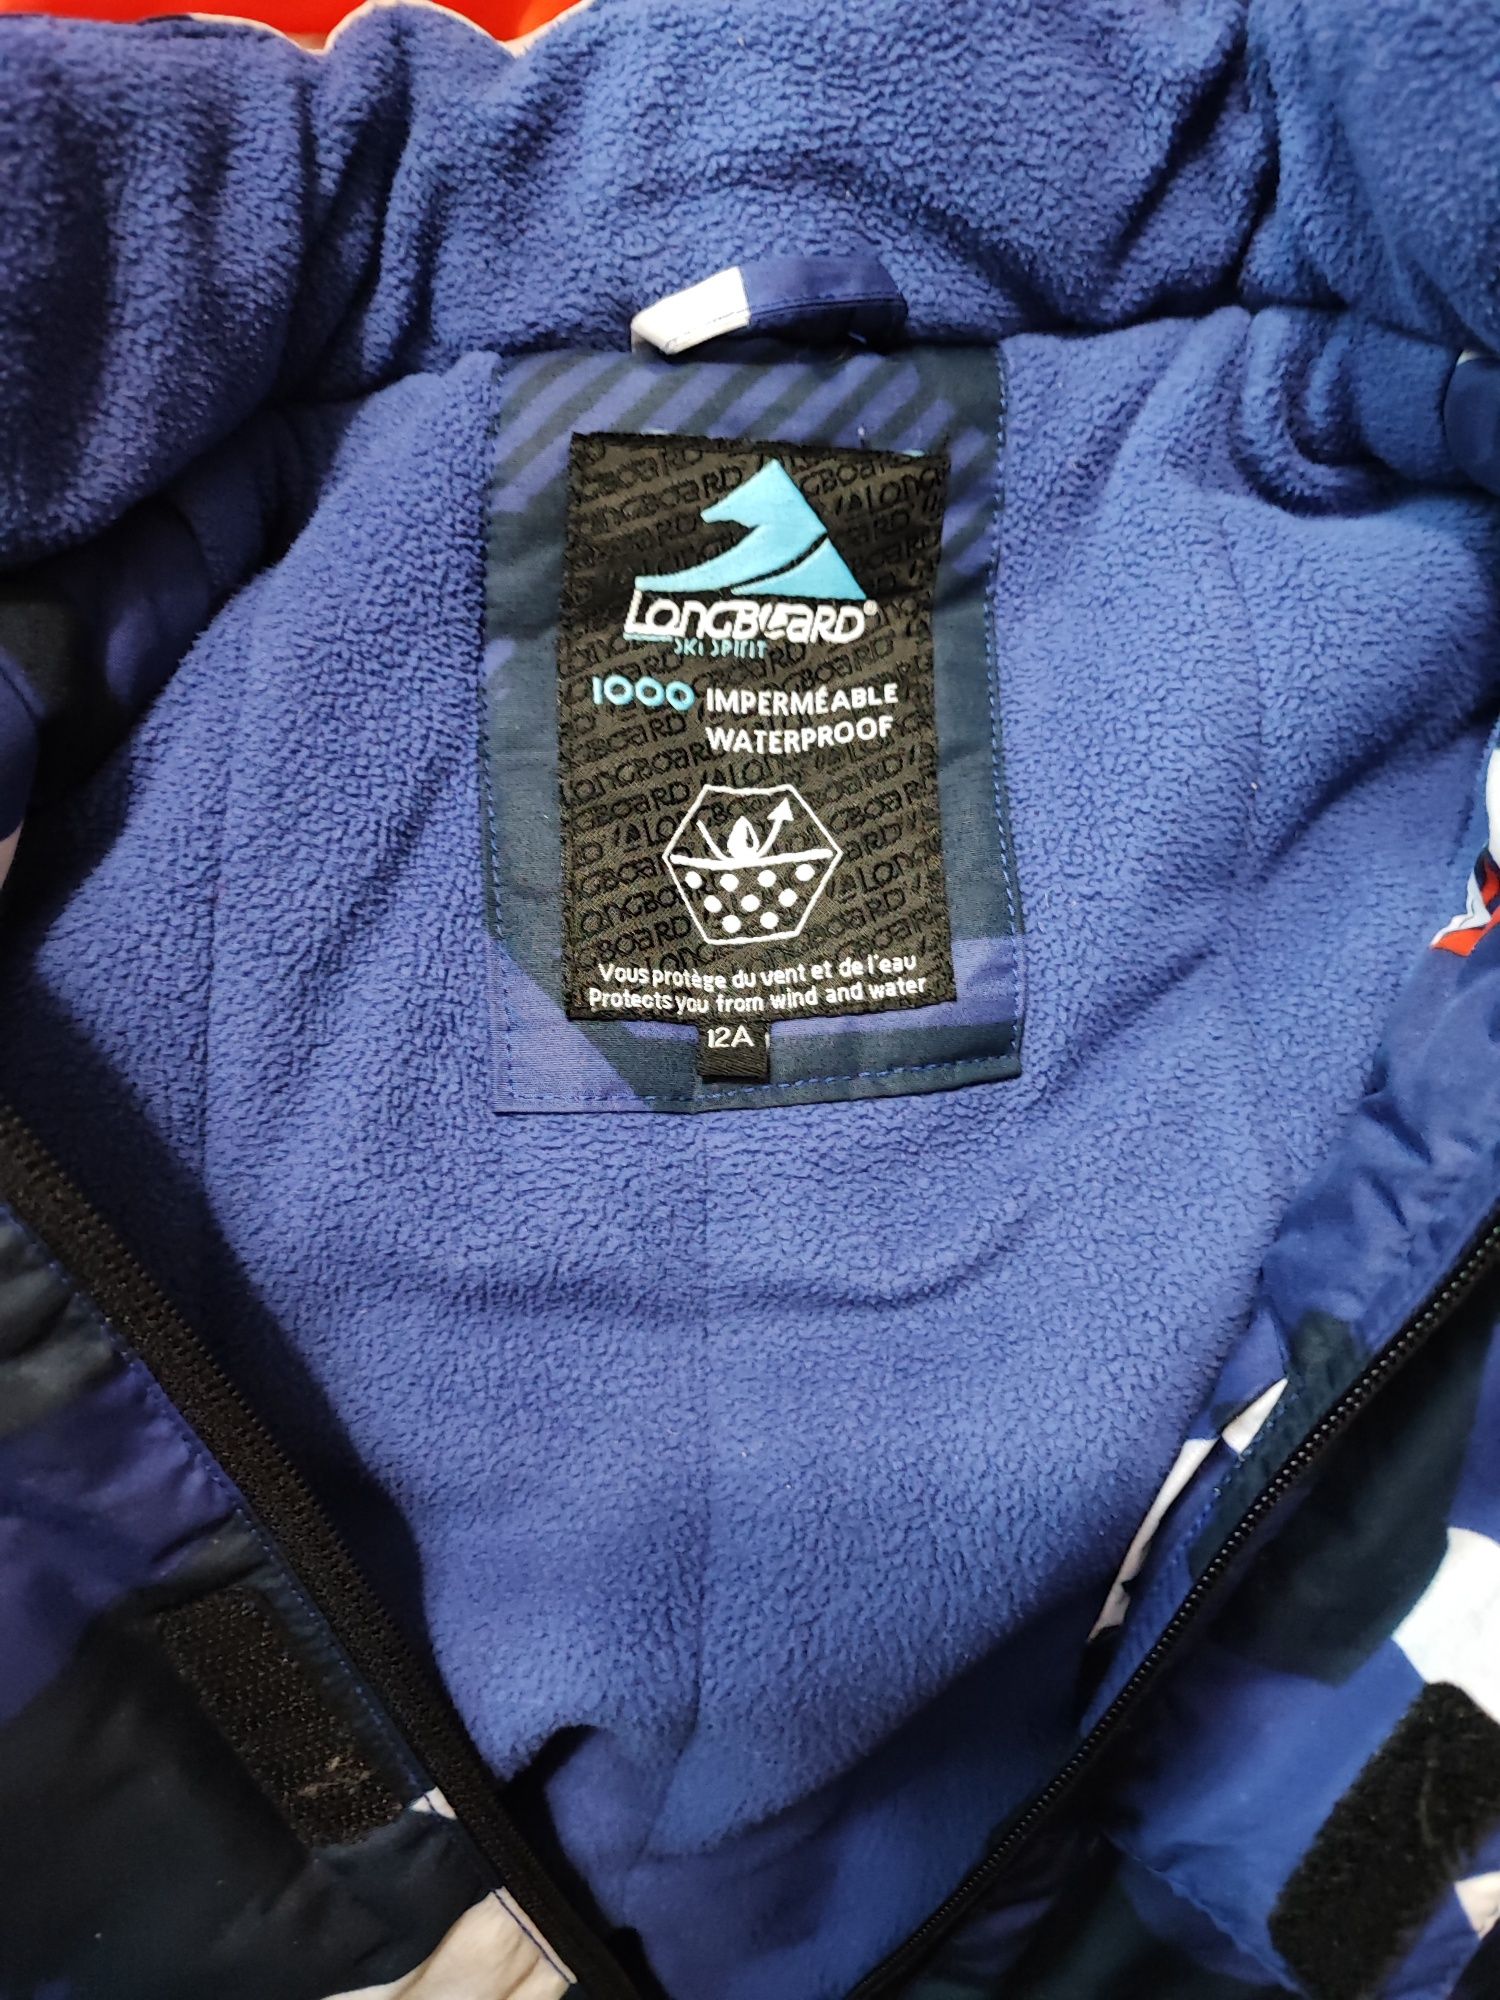 LONGBOARD®
SKI SPIRIT
1000 IMPERMÉABLE
WATERPROOF
Vous protège du vent et de l'eau
Protects you from wind and water
12A